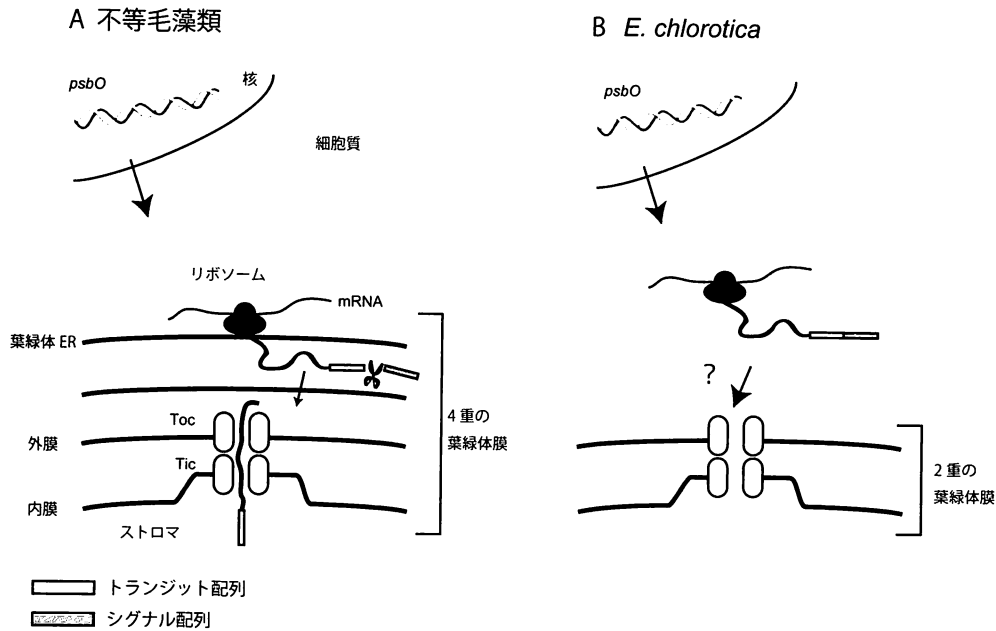 A 不等毛藻類
psbO
核
細胞質
リボソーム
mRNA
葉緑体 ER
Toc
外膜
Tic
内膜
ストロマ
4 重の
葉緑体膜
B E. chlorotica
psbO
?
2 重の
葉緑体膜
トランジット配列
シグナル配列